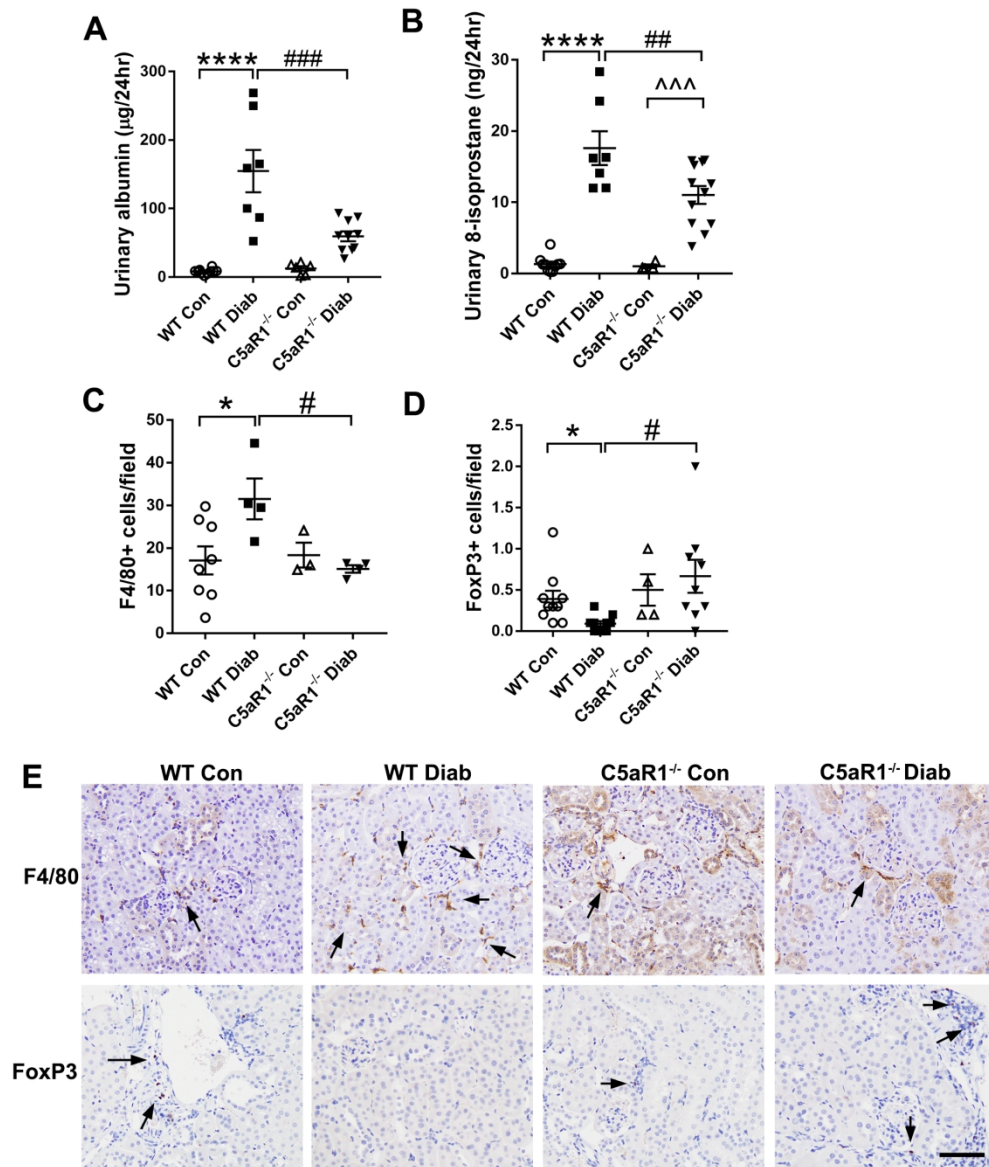 A
Urinary albumin (μg/24hr)
**** ###
300
200
100
0
WT Con
WT Diab
C5aR1-/- Con
C5aR1-/- Diab
B
Urinary 8-isoprostane (ng/24hr)
**** ##
^^^
30
20
10
0
WT Con
WT Diab
C5aR1-/- Con
C5aR1-/- Diab
C
F4/80+ cells/field
* #
50
40
30
20
10
0
WT Con
WT Diab
C5aR1-/- Con
C5aR1-/- Diab
D
FoxP3+ cells/field
* #
2.5
2.0
1.5
1.0
0.5
0.0
WT Con
WT Diab
C5aR1-/- Con
C5aR1-/- Diab
E
WT Con WT Diab C5aR1-/- Con C5aR1-/- Diab
F4/80
FoxP3